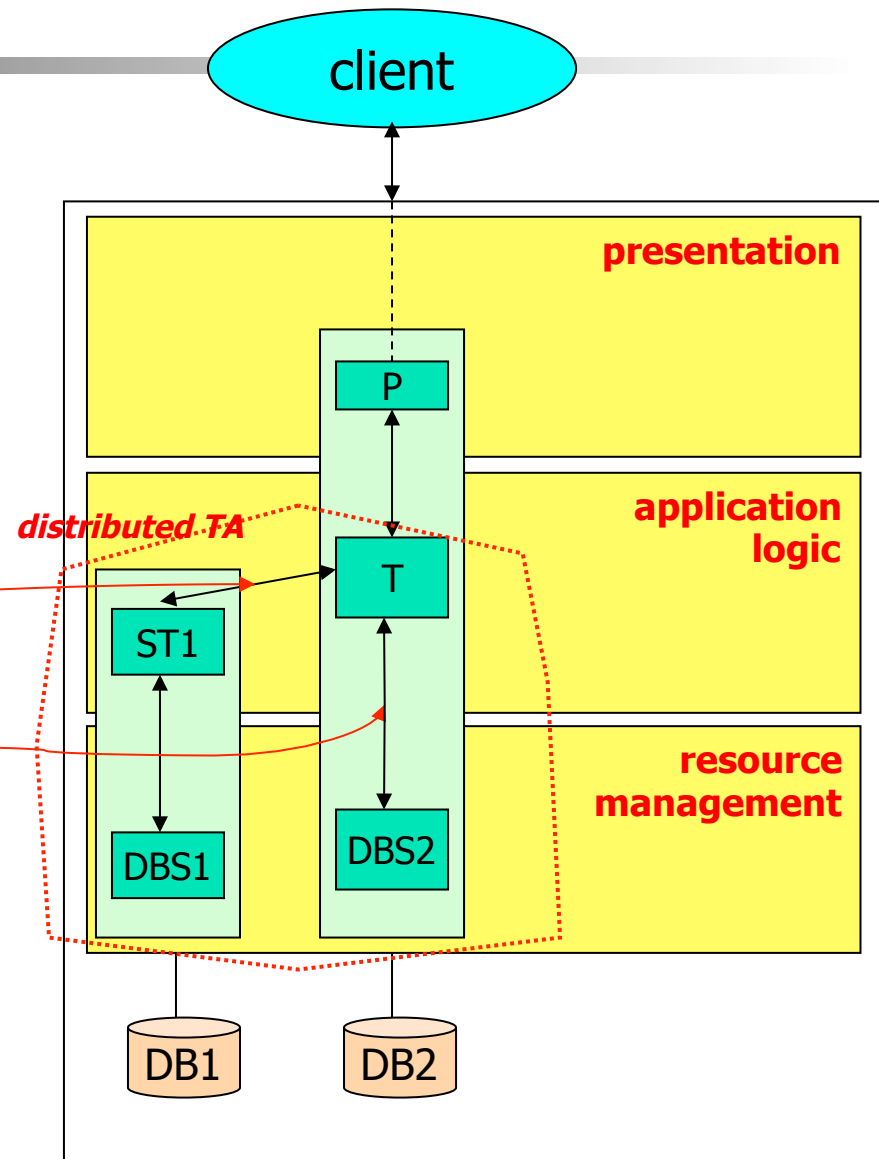 client
presentation
P
application
logic
distributed TA
T
ST1
resource
management
DBS2
DBS1
DB1
DB2